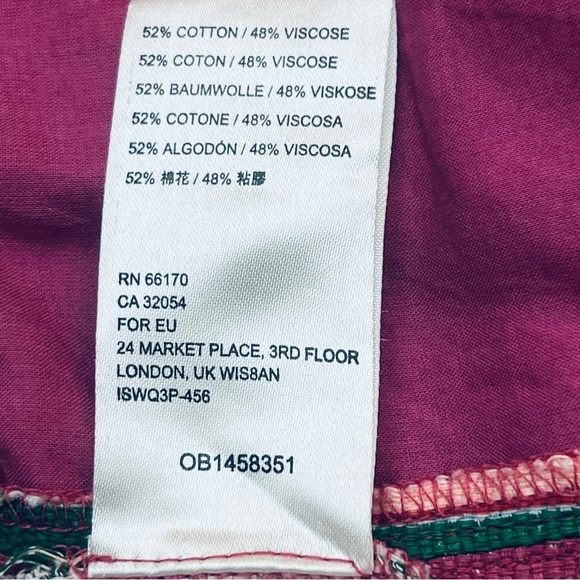 52% COTTON / 48% VISCOSE
52% COTON / 48% VISCOSE
52% BAUMWOLLE / 48% VISKOSE
52% COTONE / 48% VISCOSA
52% ALGODÓN / 48% VISCOSA
52% 棉花 / 48% 粘膠
RN 66170
CA 32054
FOR EU
24 MARKET PLACE, 3RD FLOOR
LONDON, UK WIS8AN
ISWQ3P-456
OB1458351